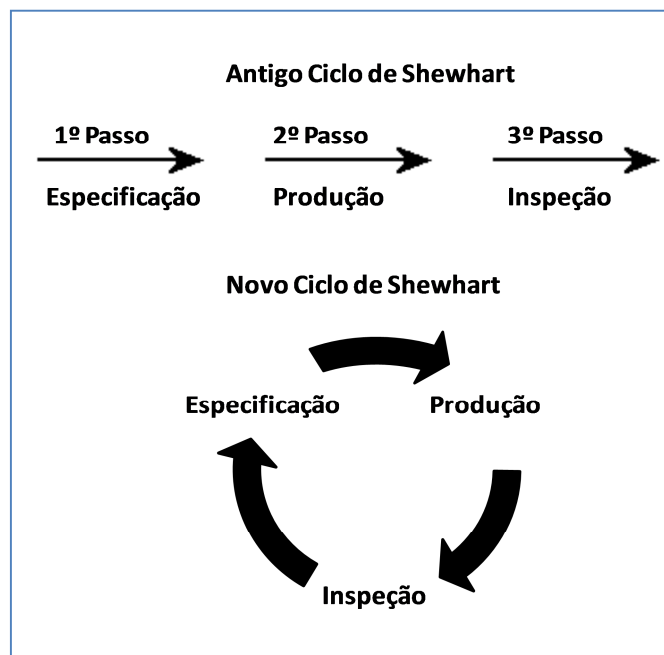 Antigo Ciclo de Shewhart
1º Passo 2º Passo 3º Passo
Especificação Produção Inspeção
Novo Ciclo de Shewhart
Especificação Produção
Inspeção